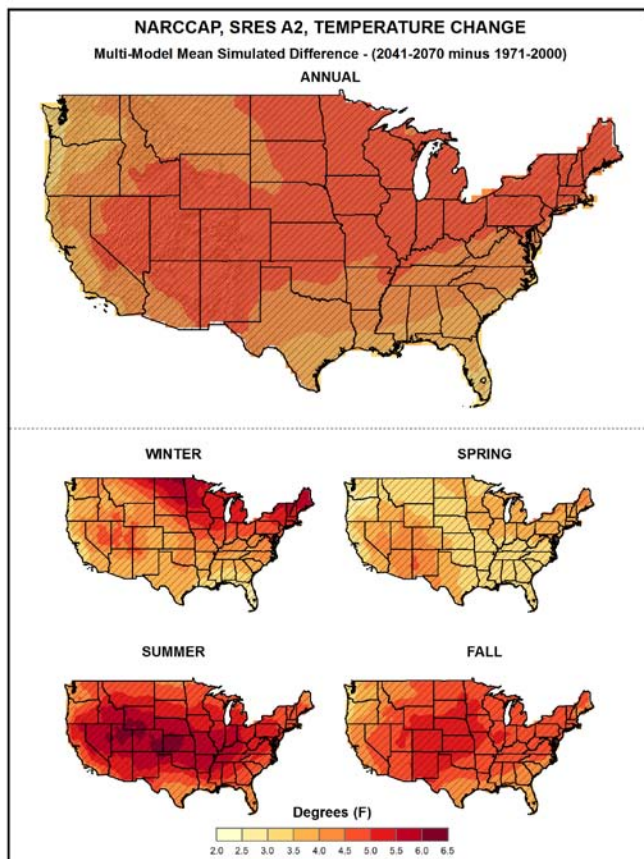 NARCCAP, SRES A2, TEMPERATURE CHANGE
Multi-Model Mean Simulated Difference - (2041-2070 minus 1971-2000)
ANNUAL
WINTER
SPRING
SUMMER
FALL
Degrees (F)
2.0 2.5 3.0 3.5 4.0 4.5 5.0 5.5 6.0 6.5